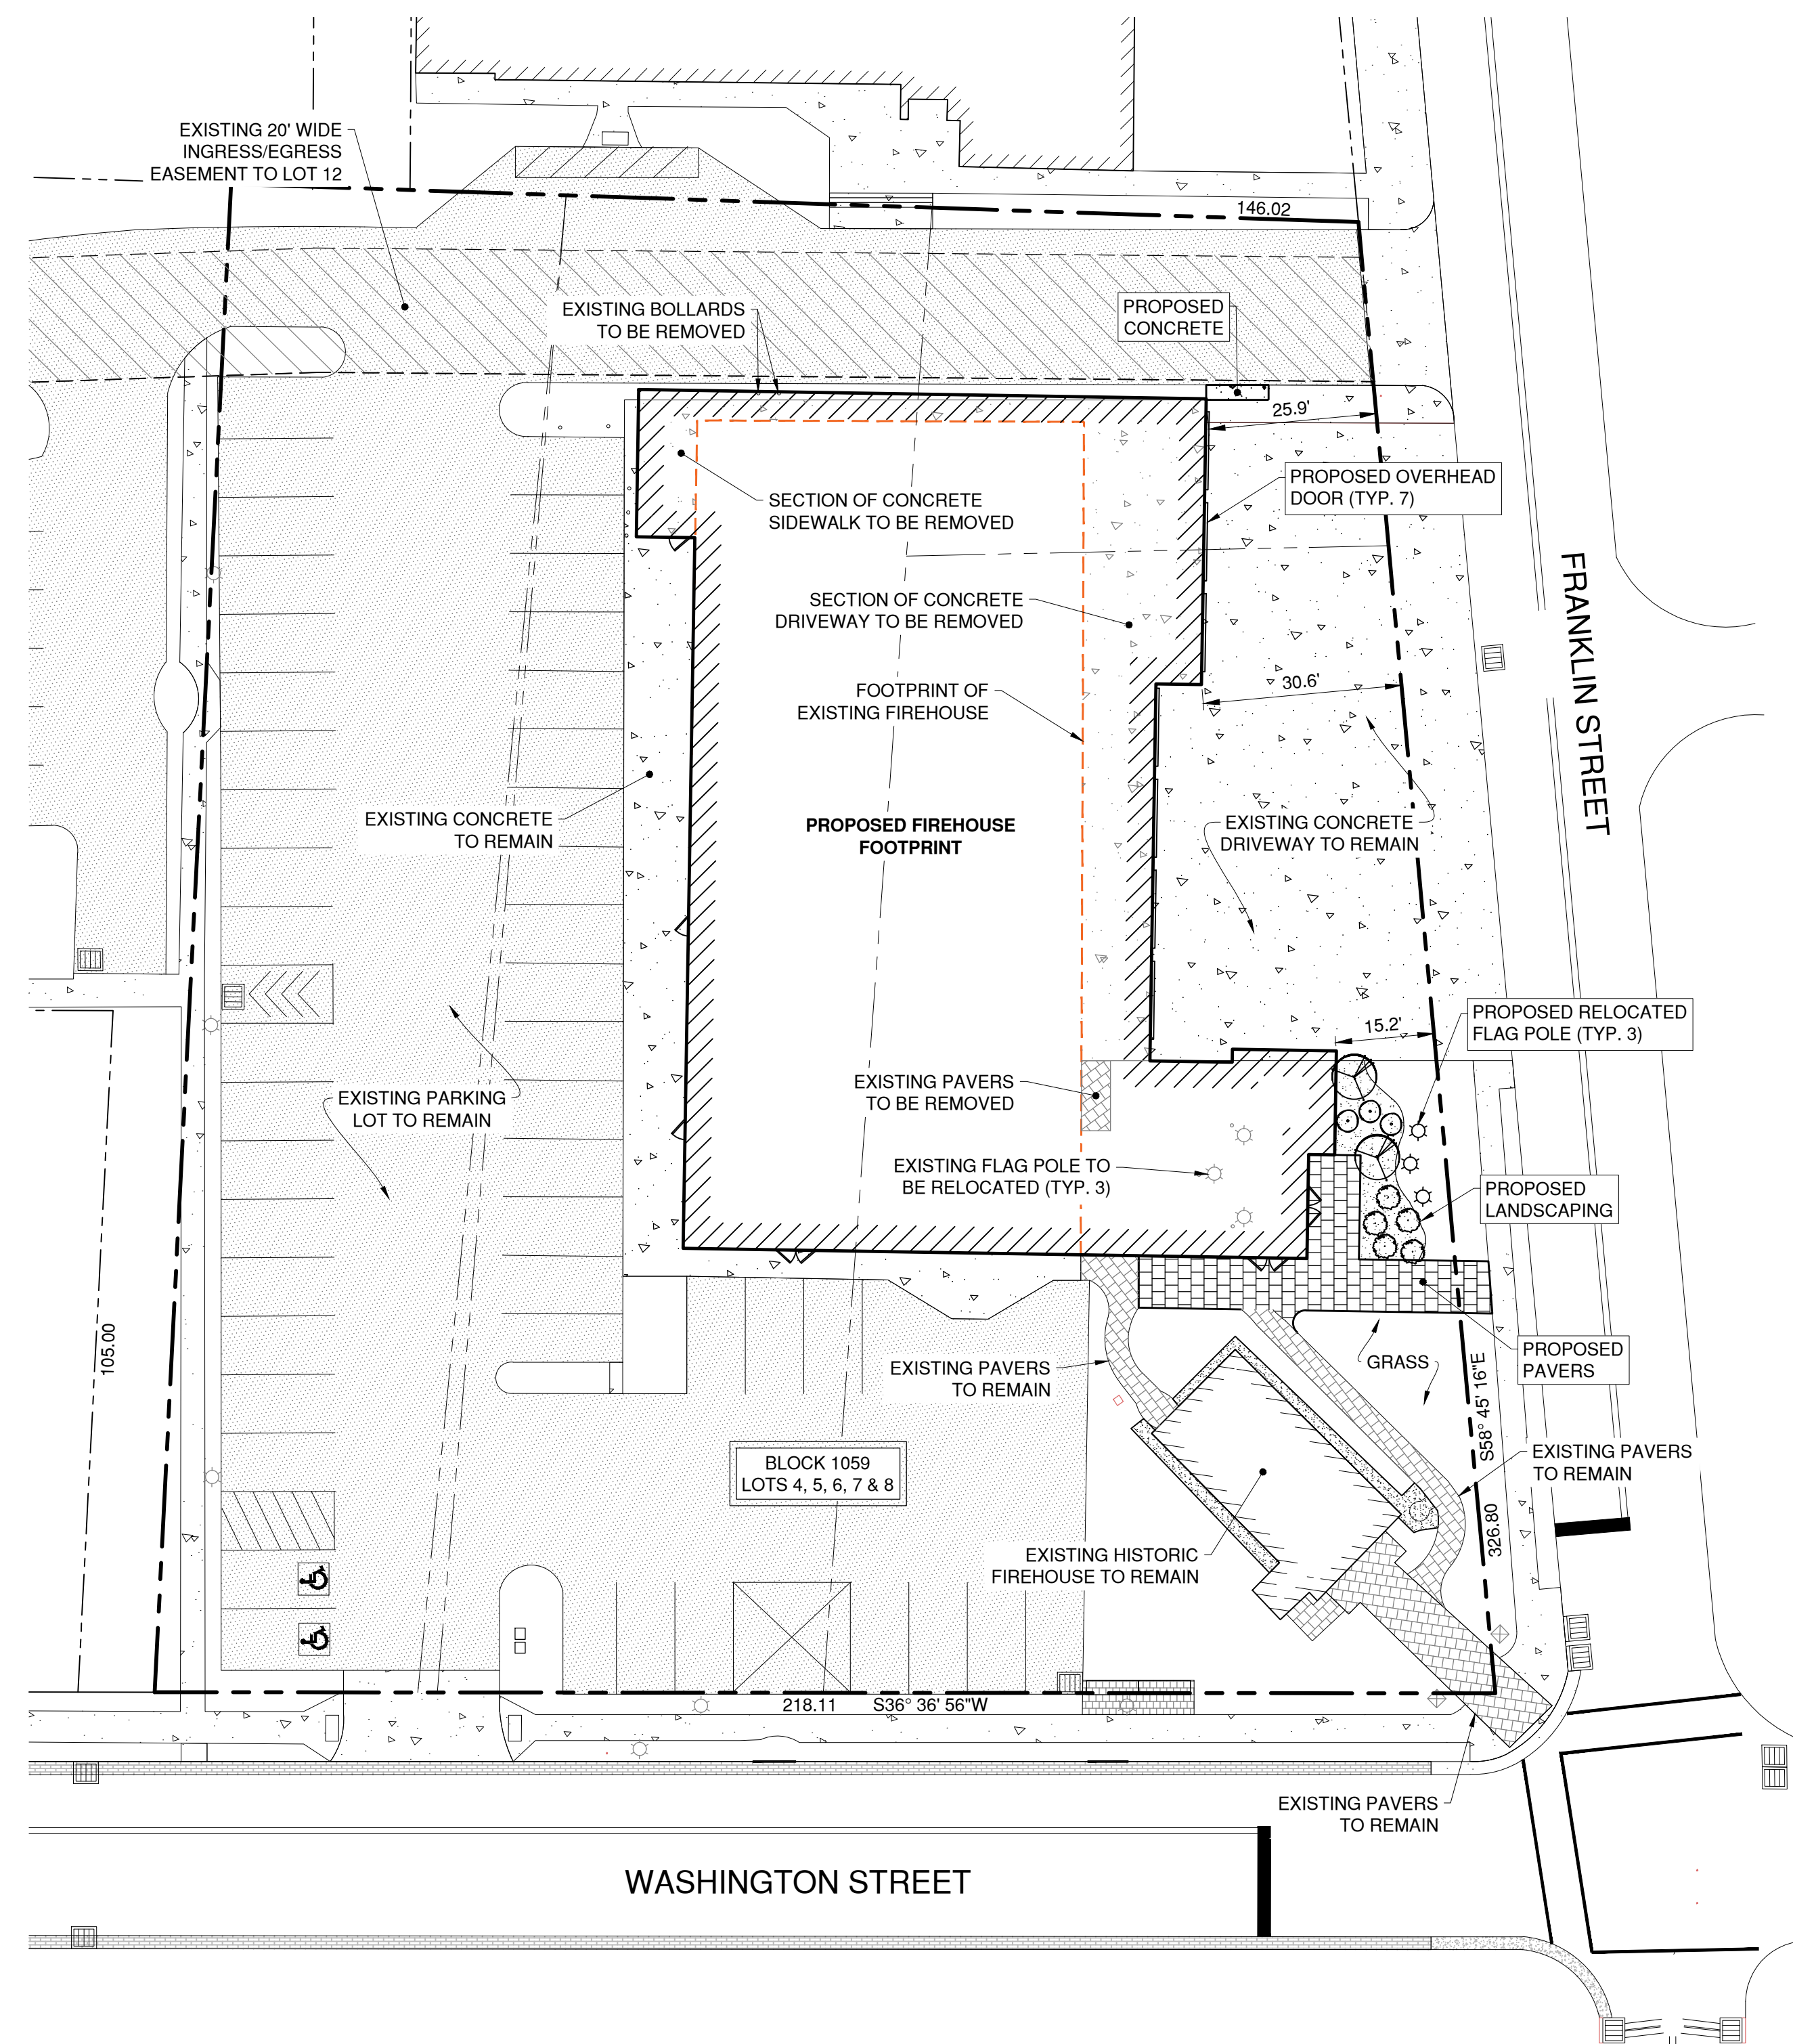 EXISTING 20' WIDE
INGRESS/EGRESS
EASEMENT TO LOT 12
146.02
EXISTING BOLLARDS
TO BE REMOVED
PROPOSED
CONCRETE
25.9'
SECTION OF CONCRETE
SIDEWALK TO BE REMOVED
PROPOSED OVERHEAD
DOOR (TYP. 7)
SECTION OF CONCRETE
DRIVEWAY TO BE REMOVED
FRANKLIN STREET
FOOTPRINT OF
EXISTING FIREHOUSE
30.6'
EXISTING CONCRETE
TO REMAIN
PROPOSED FIREHOUSE
FOOTPRINT
EXISTING CONCRETE
DRIVEWAY TO REMAIN
PROPOSED RELOCATED
FLAG POLE (TYP. 3)
15.2'
EXISTING PAVERS
TO BE REMOVED
EXISTING PARKING
LOT TO REMAIN
EXISTING FLAG POLE TO
BE RELOCATED (TYP. 3)
PROPOSED
LANDSCAPING
105.00
EXISTING PAVERS
TO REMAIN
GRASS
PROPOSED
PAVERS
S58° 45' 16"E
326.80
BLOCK 1059
LOTS 4, 5, 6, 7 & 8
EXISTING PAVERS
TO REMAIN
EXISTING HISTORIC
FIREHOUSE TO REMAIN
218.11
S36° 36' 56"W
EXISTING PAVERS
TO REMAIN
WASHINGTON STREET